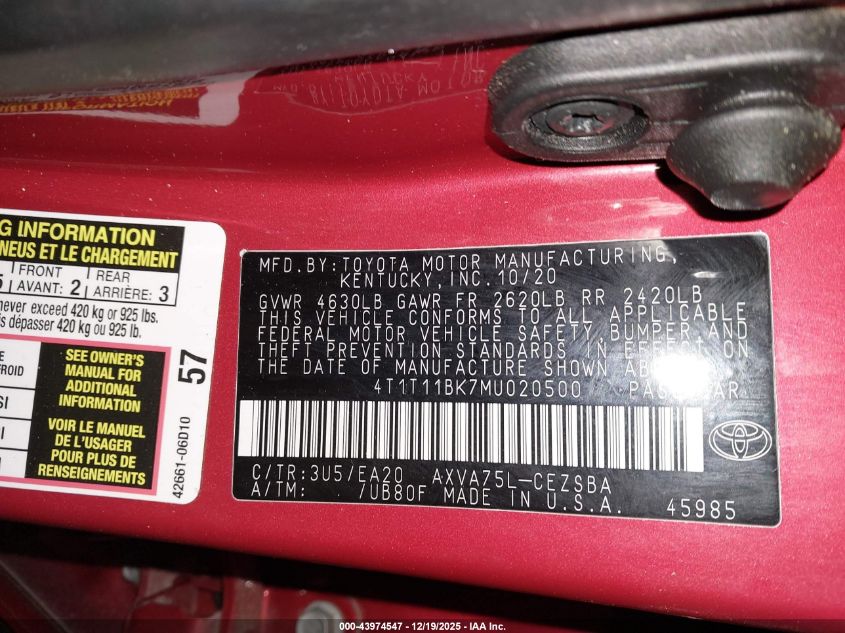 G INFORMATION
NEUS ET LE CHARGEMENT
5 FRONT AVANT: 2 REAR ARRIÈRE: 3
never exceed 420 kg or 925 lbs.
is dépasser 420 kg ou 925 lb.
SEE OWNER'S
MANUAL FOR
ADDITIONAL
INFORMATION
VOIR LE MANUEL
DE L'USAGER
POUR PLUS DE
RENSEIGNEMENTS
E
ROID
SI
I
57
42661-06D10
MFD.BY:TOYOTA MOTOR MANUFACTURING,
KENTUCKY,INC.10/20
GVWR 4630LB GAWR FR 2620LB RR 2420LB
THIS VEHICLE CONFORMS TO ALL APPLICABLE
FEDERAL MOTOR VEHICLE SAFETY,BUMPER,AND
THEFT PREVENTION STANDARDS IN EFFECT ON
THE DATE OF MANUFACTURE SHOWN
4T1T11BK7MU020500
C/TR:3U5/EA20 AXVA75L-CEZSBA
A/TM: /UB80F MADE IN U.S.A.
45985
000-43974547 - 12/19/2025 - IAA Inc.